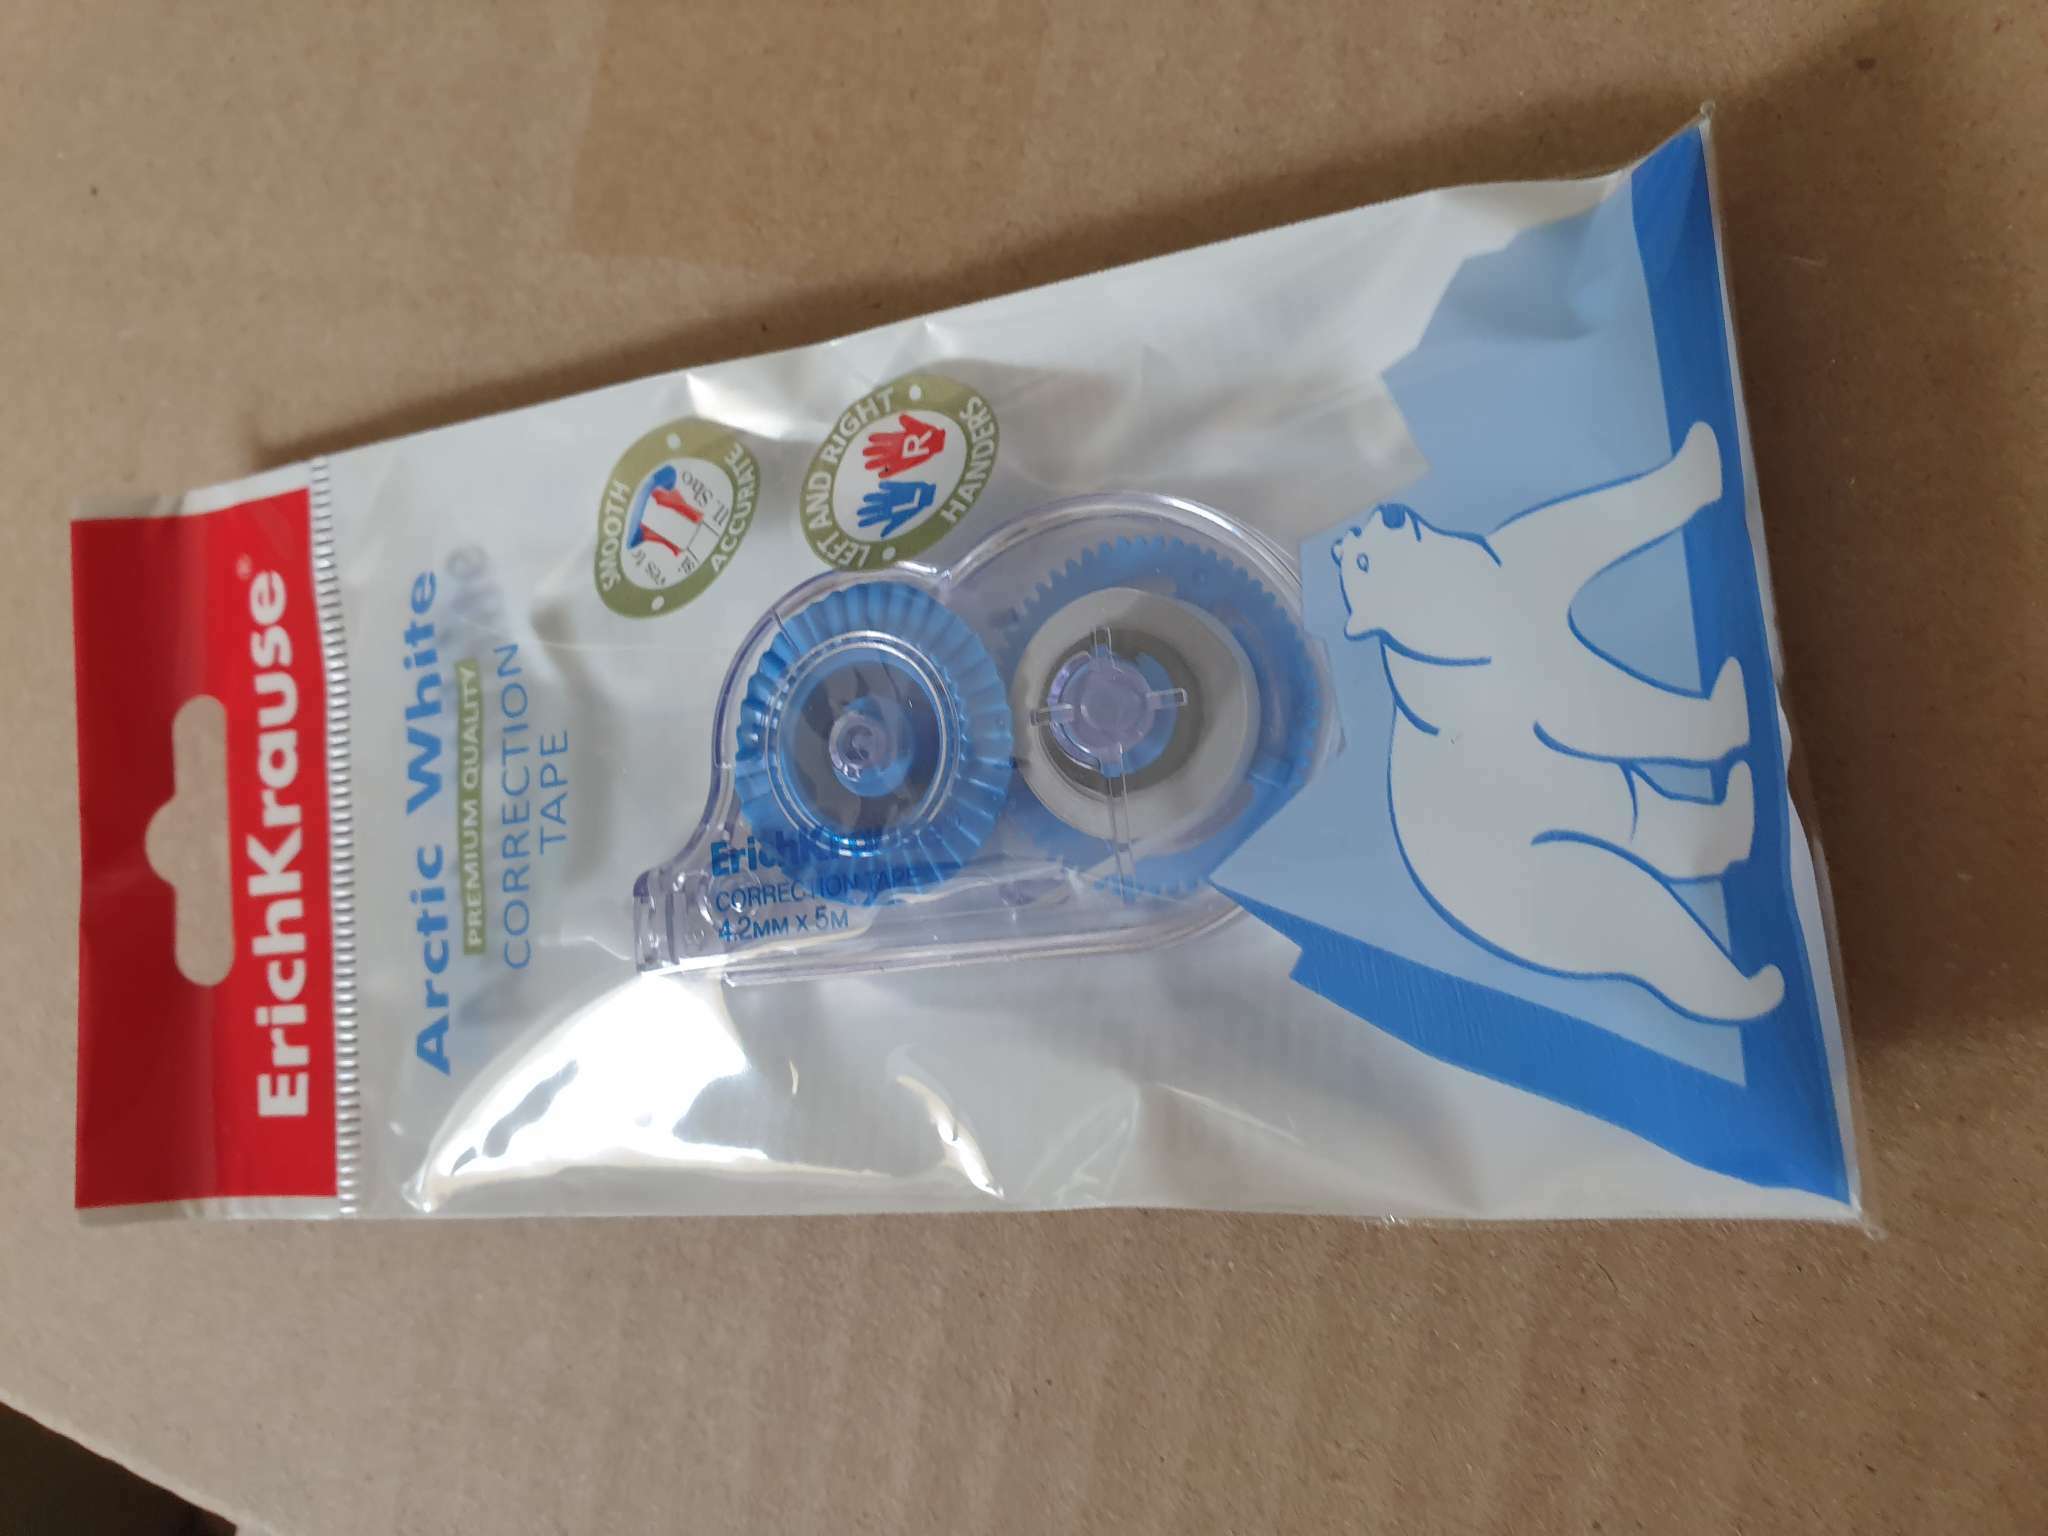 ErichKrause®
Arctic White
PREMIUM QUALITY
CORRECTION
TAPE
SMOOTH
ACCURATE
LEFT AND RIGHT
HANDERS
L R
CORRECTION TAPE
4.2MM X 5M